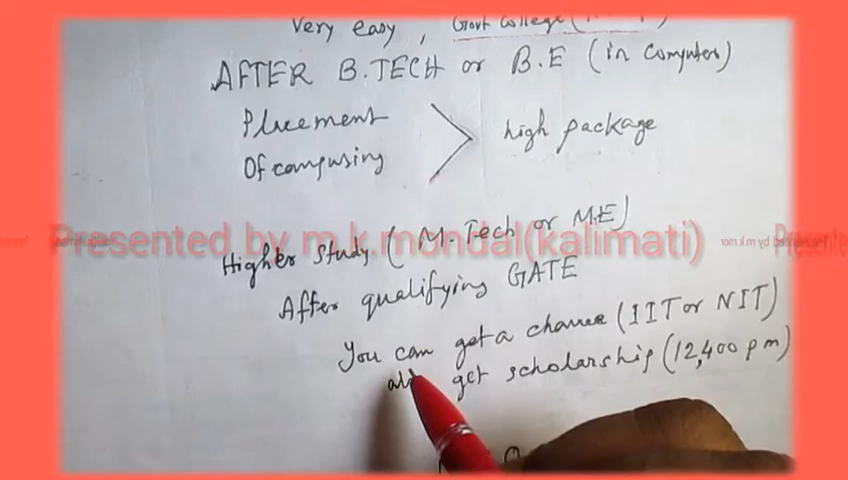 very easy, Govt College (
AFTER B.TECH or B.E (in Computer)
Plucement
Of campusing
high package
Presented by m.k.mondal(kalimati)
Higher Study (M.Tech or M.E)
After qualifying GATE
You can get a chance (IIT or NIT)
get scholarship (12,400 pm)